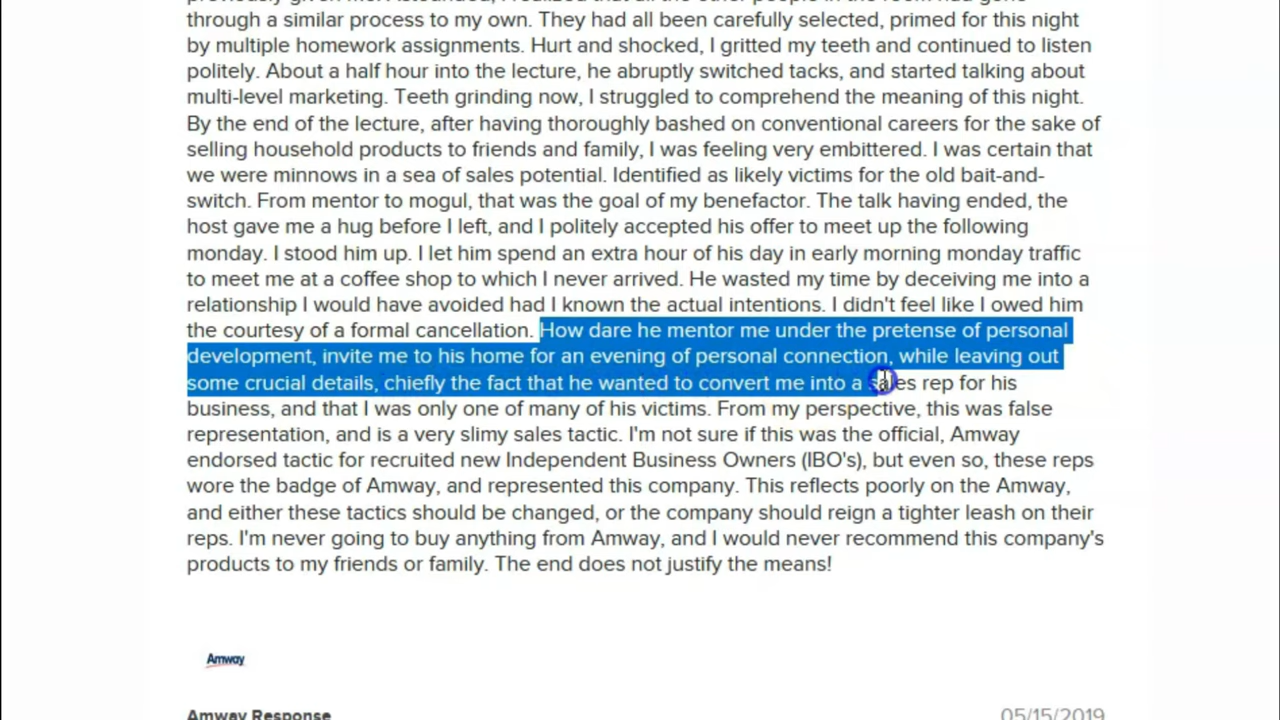 through a similar process to my own. They had all been carefully selected, primed for this night
by multiple homework assignments. Hurt and shocked, I gritted my teeth and continued to listen
politely. About a half hour into the lecture, he abruptly switched tacks, and started talking about
multi-level marketing. Teeth grinding now, I struggled to comprehend the meaning of this night.
By the end of the lecture, after having thoroughly bashed on conventional careers for the sake of
selling household products to friends and family, I was feeling very embittered. I was certain that
we were minnows in a sea of sales potential. Identified as likely victims for the old bait-and-
switch. From mentor to mogul, that was the goal of my benefactor. The talk having ended, the
host gave me a hug before I left, and I politely accepted his offer to meet up the following
monday. I stood him up. I let him spend an extra hour of his day in early morning monday traffic
to meet me at a coffee shop to which I never arrived. He wasted my time by deceiving me into a
relationship I would have avoided had I known the actual intentions. I didn't feel like I owed him
the courtesy of a formal cancellation. How dare he mentor me under the pretense of personal
development, invite me to his home for an evening of personal connection, while leaving out
some crucial details, chiefly the fact that he wanted to convert me into a sales rep for his
business, and that I was only one of many of his victims. From my perspective, this was false
representation, and is a very slimy sales tactic. I'm not sure if this was the official, Amway
endorsed tactic for recruited new Independent Business Owners (IBO's), but even so, these reps
wore the badge of Amway, and represented this company. This reflects poorly on the Amway,
and either these tactics should be changed, or the company should reign a tighter leash on their
reps. I'm never going to buy anything from Amway, and I would never recommend this company's
products to my friends or family. The end does not justify the means!
Amway
Amway Response 05/15/2019